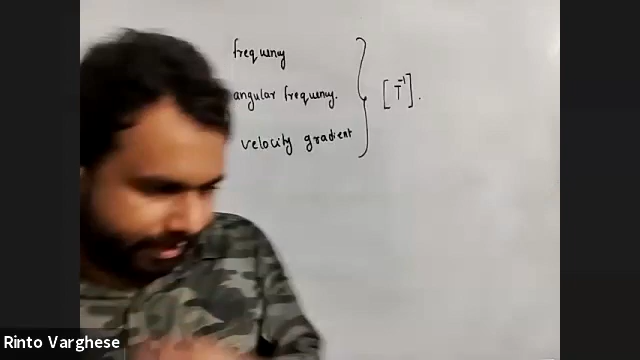 frequency
angular frequency.
velocity gradient
[T⁻¹].
Rinto Varghese